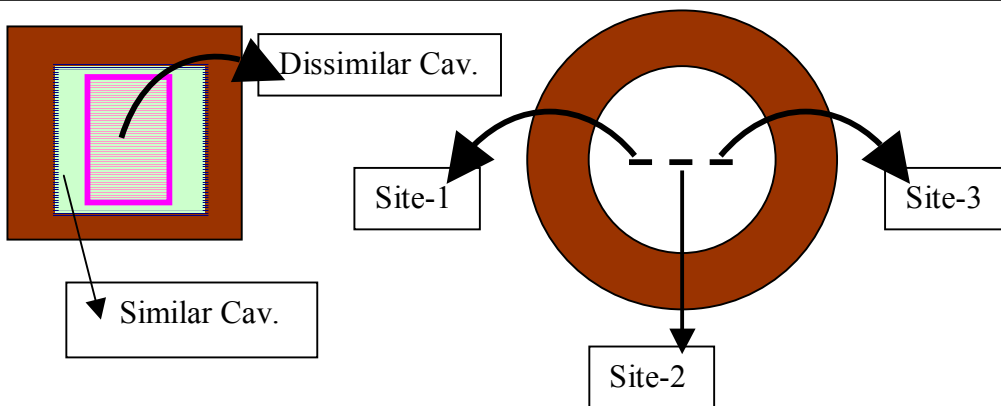 Dissimilar Cav.
Site-1
Site-3
Similar Cav.
Site-2